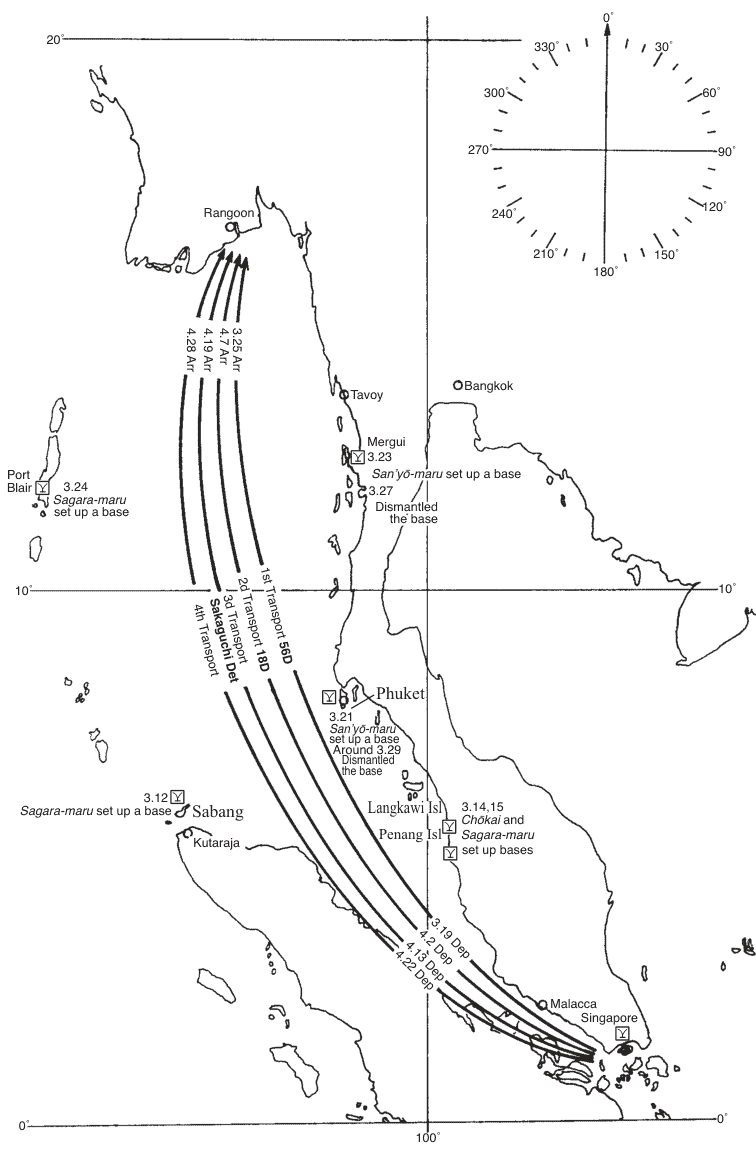 20°
0°
330°
30°
300°
60°
270°
90°
240°
120°
210°
150°
180°
Rangoon
4.28 Arr
4.19 Arr
4.7 Arr
3.25 Arr
Tavoy
Bangkok
Mergui
3.23
San'yō-maru set up a base
3.27
Dismantled
the base
Port
Blair
3.24
Sagara-maru
set up a base
10°
10°
1st Transport 56D
2d Transport 18D
3d Transport
Sakaguchi Det
4th Transport
Phuket
3.21
San'yō-maru
set up a base
Around 3.29
Dismantled
the base
3.12
Sagara-maru set up a base
Sabang
Kutaraja
Langkawi Isl
Penang Isl
3.14,15
Chōkai and
Sagara-maru
set up bases
3.19 Dep
4.2 Dep
4.13 Dep
4.22 Dep
Malacca
Singapore
0°
0°
100°